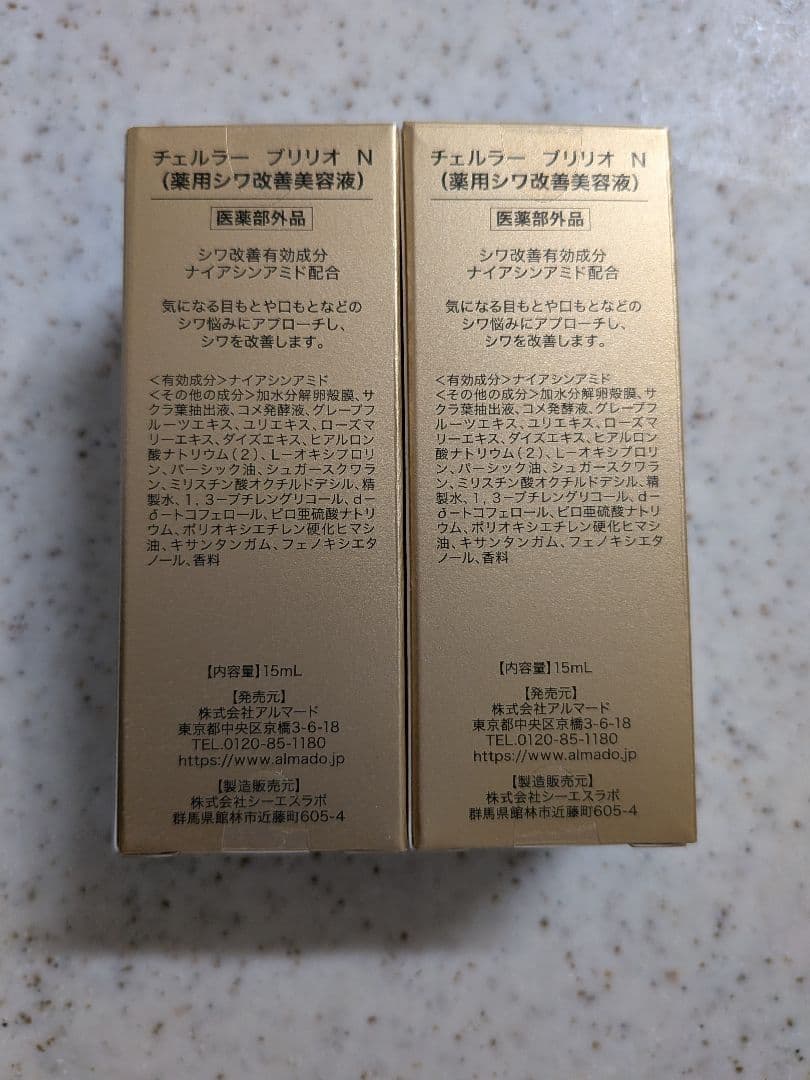 チェルラー ブリリオ N
(薬用シワ改善美容液)
医薬部外品
シワ改善有効成分
ナイアシンアミド配合
気になる目もとや口もとなどの
シワ悩みにアプローチし、
シワを改善します。
<有効成分>ナイアシンアミド
<その他の成分>加水分解卵殻膜、サ
クラ葉抽出液、コメ発酵液、グレープフ
ルーツエキス、ユリエキス、ローズマ
リーエキス、ダイズエキス、ヒアルロン
酸ナトリウム(2)、L-オキシプロリ
ン、パーシック油、シュガースクワラ
ン、ミリスチン酸オクチルドデシル、精
製水、1,3-ブチレングリコール、d-
δ-トコフェロール、ピロ亜硫酸ナトリ
ウム、ポリオキシエチレン硬化ヒマシ
油、キサンタンガム、フェノキシエタ
ノール、香料
【内容量】15mL
【発売元】
株式会社アルマード
東京都中央区京橋3-6-18
TEL.0120-85-1180
https://www.almado.jp
【製造販売元】
株式会社シーエスラボ
群馬県館林市近藤町605-4
チェルラー ブリリオ N
(薬用シワ改善美容液)
医薬部外品
シワ改善有効成分
ナイアシンアミド配合
気になる目もとや口もとなどの
シワ悩みにアプローチし、
シワを改善します。
<有効成分>ナイアシンアミド
<その他の成分>加水分解卵殻膜、サ
クラ葉抽出液、コメ発酵液、グレープフ
ルーツエキス、ユリエキス、ローズマ
リーエキス、ダイズエキス、ヒアルロン
酸ナトリウム(2)、L-オキシプロリ
ン、パーシック油、シュガースクワラ
ン、ミリスチン酸オクチルドデシル、精
製水、1,3-ブチレングリコール、d-
δ-トコフェロール、ピロ亜硫酸ナトリ
ウム、ポリオキシエチレン硬化ヒマシ
油、キサンタンガム、フェノキシエタ
ノール、香料
【内容量】15mL
【発売元】
株式会社アルマード
東京都中央区京橋3-6-18
TEL.0120-85-1180
https://www.almado.jp
【製造販売元】
株式会社シーエスラボ
群馬県館林市近藤町605-4